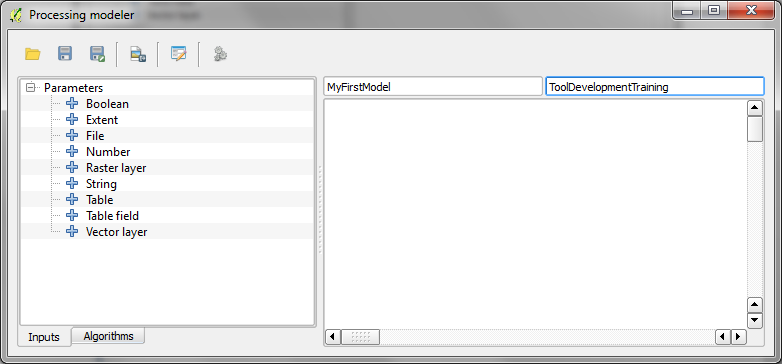 Processing modeler
MyFirstModel
ToolDevelopmentTraining
Parameters
Boolean
Extent
File
Number
Raster layer
String
Table
Table field
Vector layer
Inputs
Algorithms